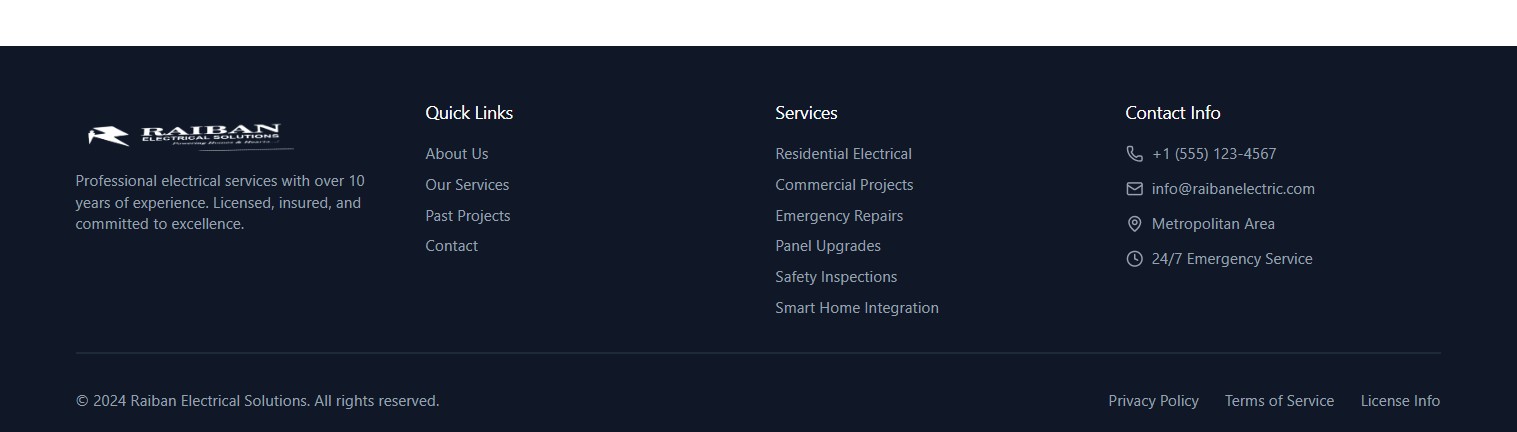 RAIBAN
ELECTRICAL SOLUTIONS
Powering Homes & Hearts
Professional electrical services with over 10
years of experience. Licensed, insured, and
committed to excellence.
Quick Links
About Us
Our Services
Past Projects
Contact
Services
Residential Electrical
Commercial Projects
Emergency Repairs
Panel Upgrades
Safety Inspections
Smart Home Integration
Contact Info
+1 (555) 123-4567
info@raibanelectric.com
Metropolitan Area
24/7 Emergency Service
© 2024 Raiban Electrical Solutions. All rights reserved.
Privacy Policy Terms of Service License Info